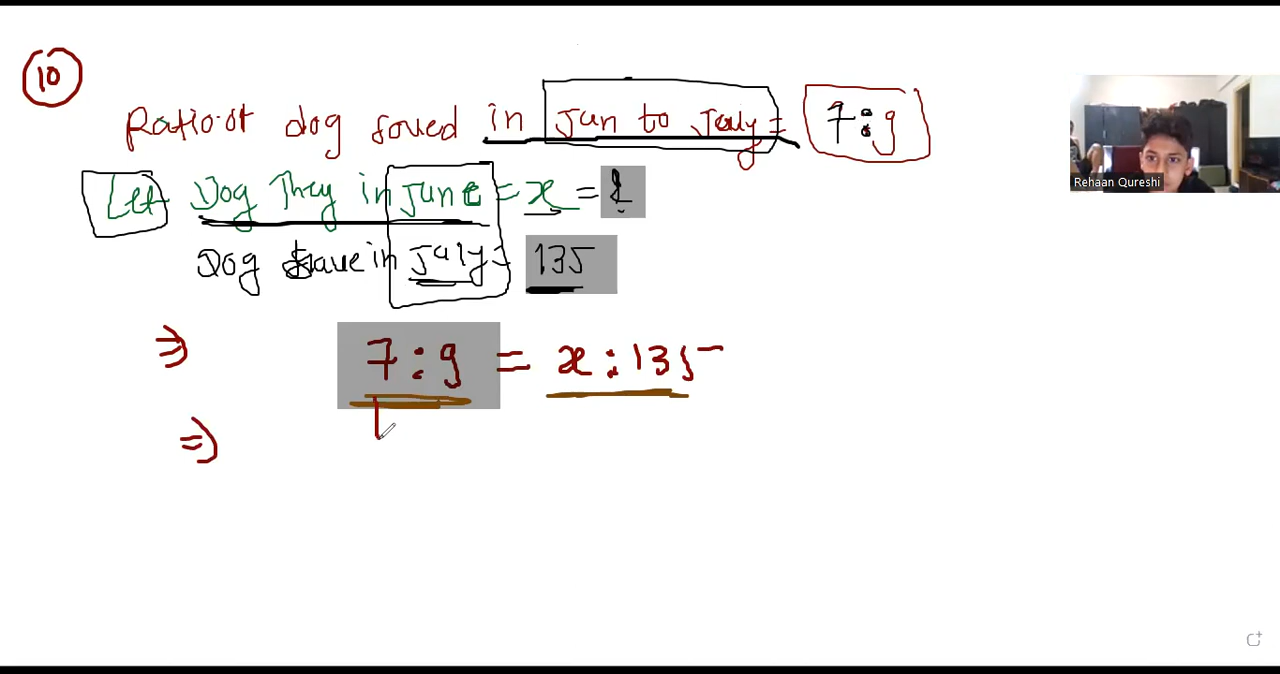 10
Ratio of dog saved in Jun to July = 7:9
Let Dog They in June = x =
Dog save in July = 135
⇒ 7:9 = x:135
⇒
Rehaan Qureshi